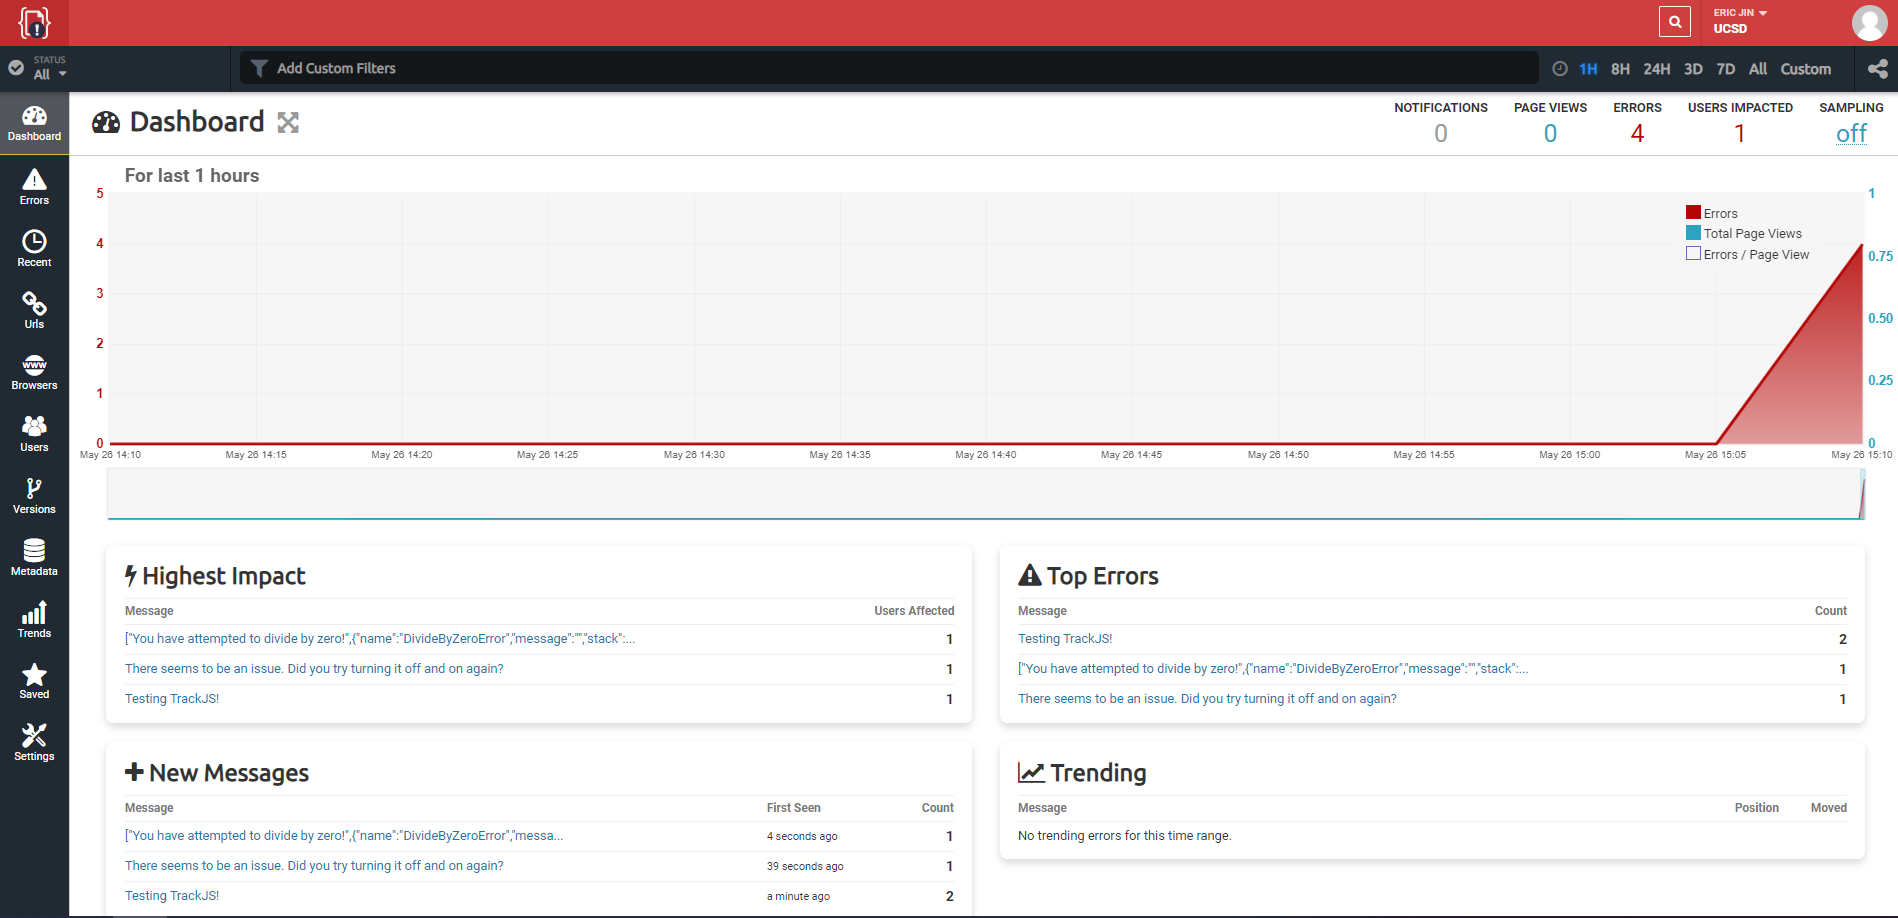 ERIC JIN
UCSD
STATUS
All
Add Custom Filters
1H 8H 24H 3D 7D All Custom
Dashboard
Errors
Recent
Urls
www
Browsers
Users
Versions
Metadata
Trends
Saved
Settings
Dashboard
NOTIFICATIONS PAGE VIEWS ERRORS USERS IMPACTED SAMPLING
0 0 4 1 off
For last 1 hours
5
4
3
2
1
0
1
0.75
0.50
0.25
0
Errors
Total Page Views
Errors / Page View
May 26 14:10 May 26 14:15 May 26 14:20 May 26 14:25 May 26 14:30 May 26 14:35 May 26 14:40 May 26 14:45 May 26 14:50 May 26 14:55 May 26 15:00 May 26 15:05 May 26 15:10
Highest Impact
Message Users Affected
["You have attempted to divide by zero!",{"name":"DivideByZeroError","message":"","stack":... 1
There seems to be an issue. Did you try turning it off and on again? 1
Testing TrackJS! 1
Top Errors
Message Count
Testing TrackJS! 2
["You have attempted to divide by zero!",{"name":"DivideByZeroError","message":"","stack":... 1
There seems to be an issue. Did you try turning it off and on again? 1
New Messages
Message First Seen Count
["You have attempted to divide by zero!",{"name":"DivideByZeroError","messa... 4 seconds ago 1
There seems to be an issue. Did you try turning it off and on again? 39 seconds ago 1
Testing TrackJS! a minute ago 2
Trending
Message Position Moved
No trending errors for this time range.